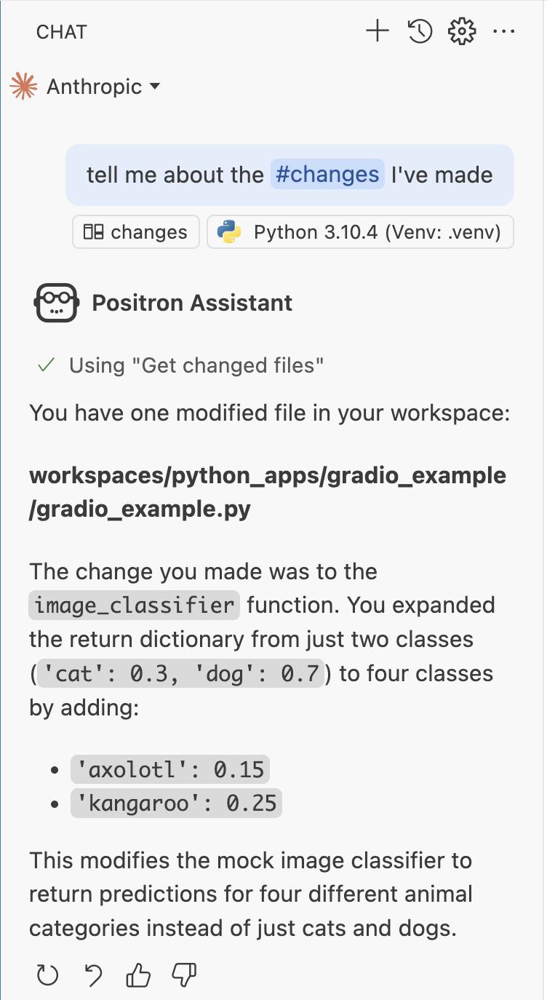 CHAT
Anthropic
tell me about the #changes I've made
changes Python 3.10.4 (Venv: .venv)
Positron Assistant
Using "Get changed files"
You have one modified file in your workspace:
workspaces/python_apps/gradio_example
/gradio_example.py
The change you made was to the
image_classifier function. You expanded
the return dictionary from just two classes
('cat': 0.3, 'dog': 0.7) to four classes
by adding:
• 'axolotl': 0.15
• 'kangaroo': 0.25
This modifies the mock image classifier to
return predictions for four different animal
categories instead of just cats and dogs.